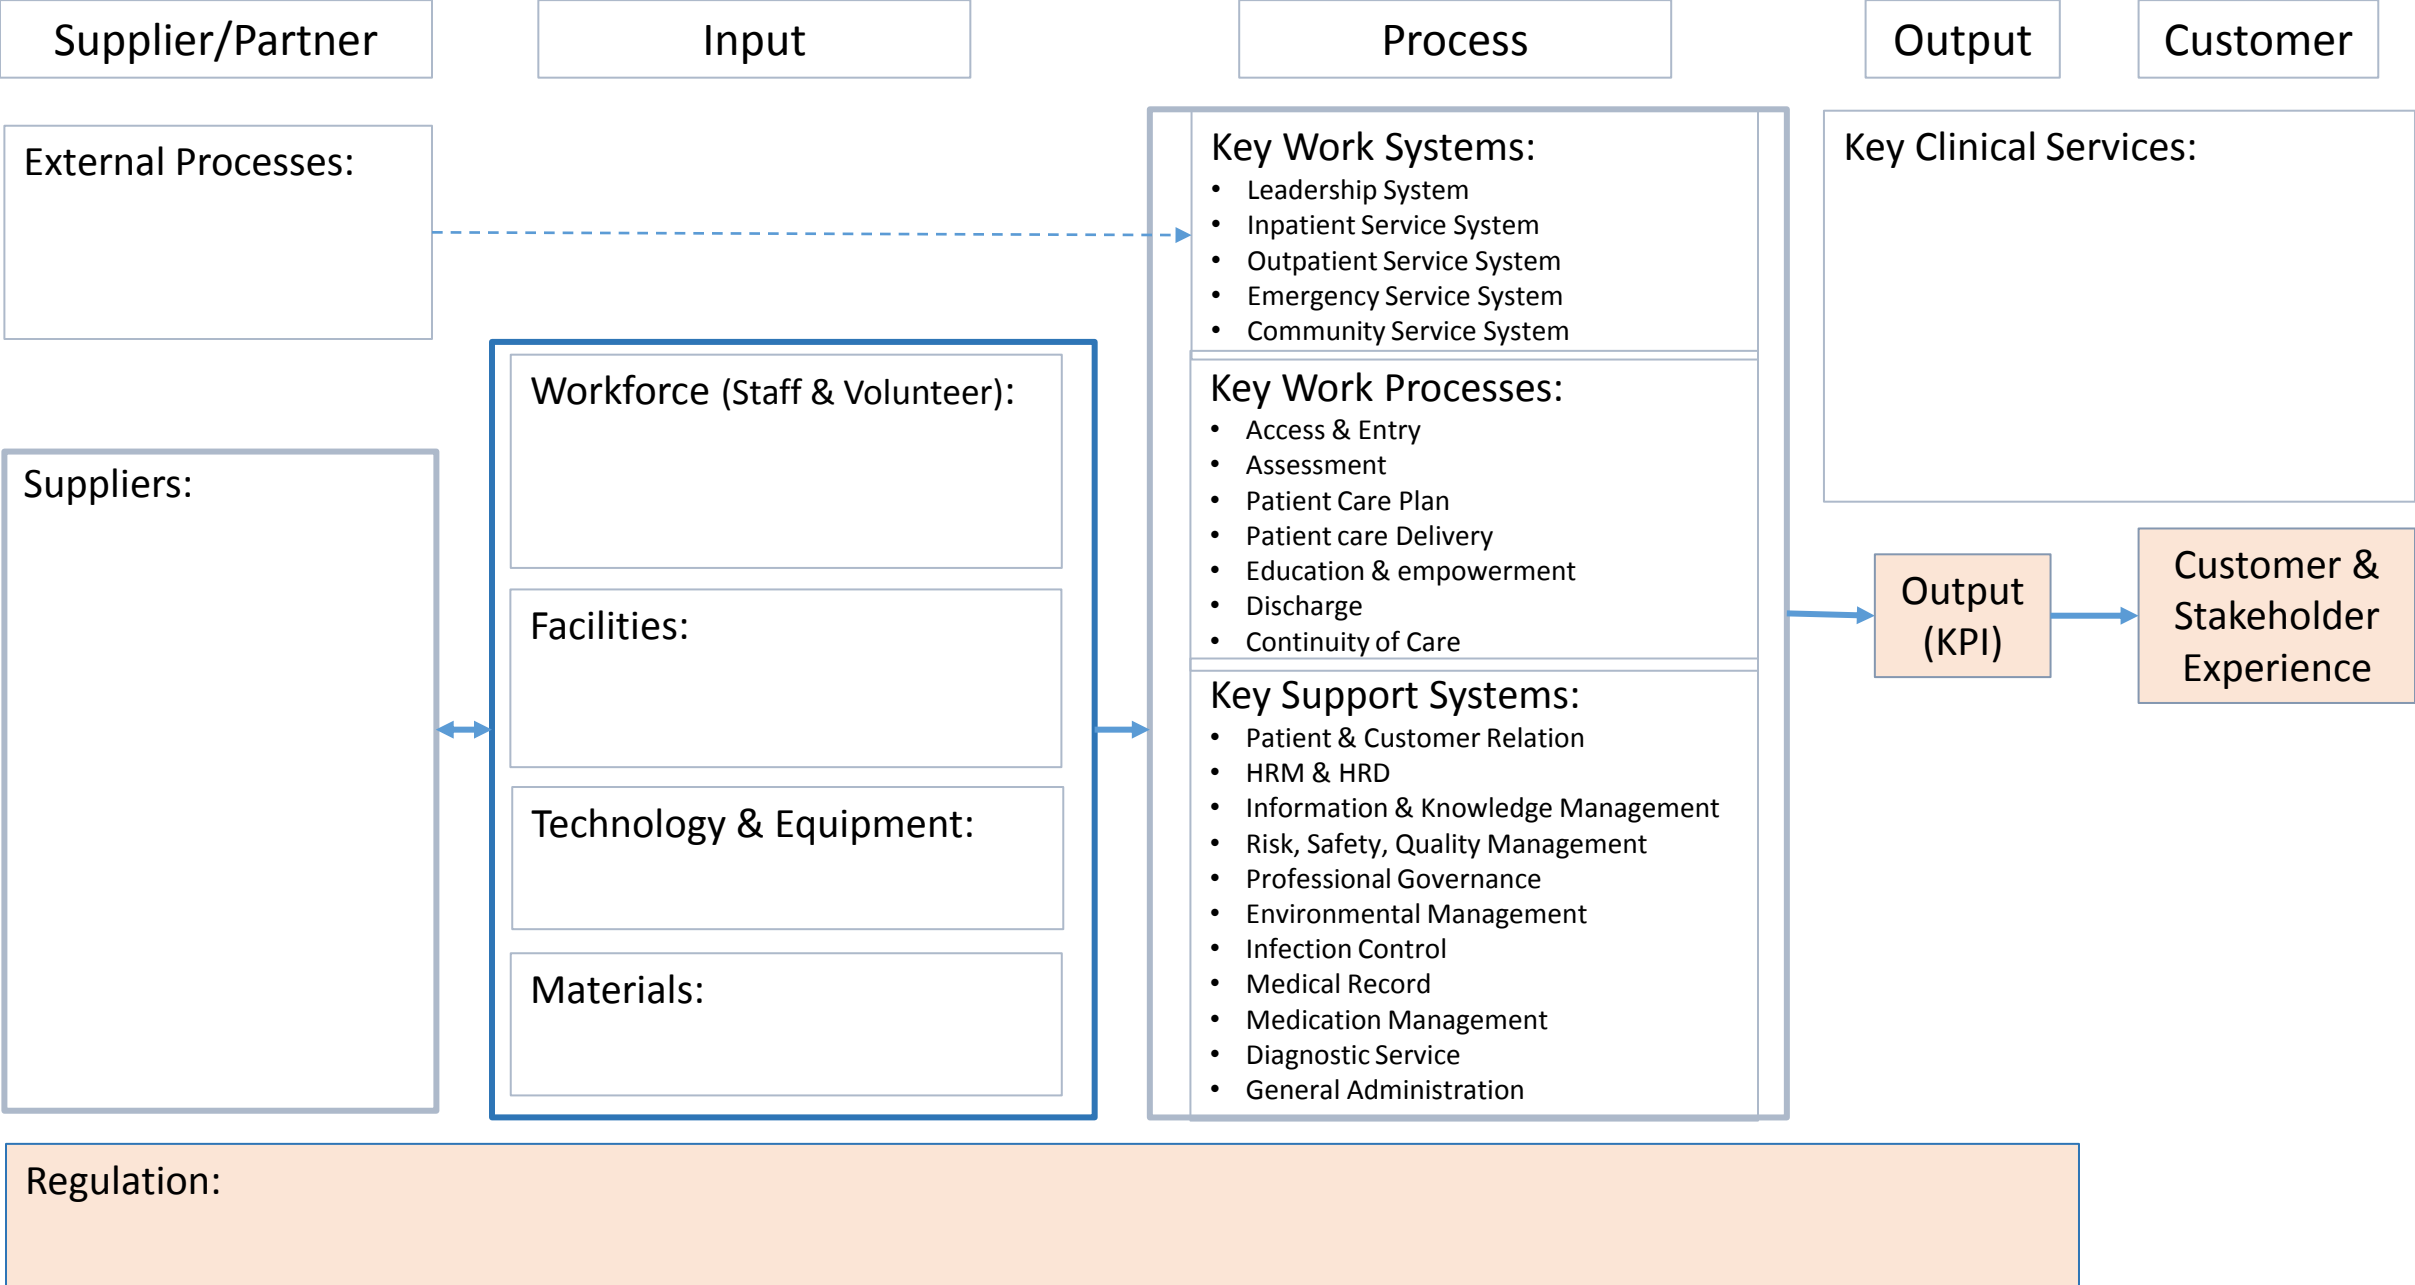 Supplier/Partner
Input
Process
Output
Customer
External Processes:
Suppliers:
Workforce (Staff & Volunteer):
Facilities:
Technology & Equipment:
Materials:
Key Work Systems:
• Leadership System
• Inpatient Service System
• Outpatient Service System
• Emergency Service System
• Community Service System
Key Work Processes:
• Access & Entry
• Assessment
• Patient Care Plan
• Patient care Delivery
• Education & empowerment
• Discharge
• Continuity of Care
Key Support Systems:
• Patient & Customer Relation
• HRM & HRD
• Information & Knowledge Management
• Risk, Safety, Quality Management
• Professional Governance
• Environmental Management
• Infection Control
• Medical Record
• Medication Management
• Diagnostic Service
• General Administration
Key Clinical Services:
Output
(KPI)
Customer &
Stakeholder
Experience
Regulation: